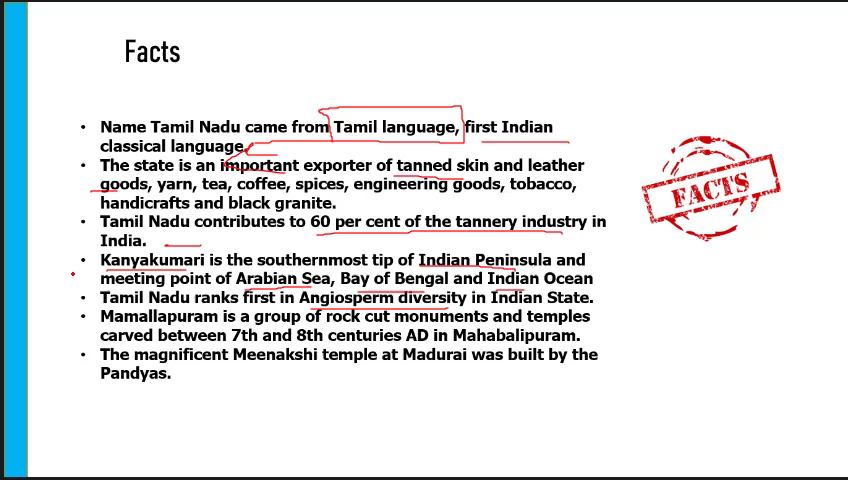 Facts
• Name Tamil Nadu came from Tamil language, first Indian
classical language.
• The state is an important exporter of tanned skin and leather
goods, yarn, tea, coffee, spices, engineering goods, tobacco,
handicrafts and black granite.
• Tamil Nadu contributes to 60 per cent of the tannery industry in
India.
• Kanyakumari is the southernmost tip of Indian Peninsula and
meeting point of Arabian Sea, Bay of Bengal and Indian Ocean
• Tamil Nadu ranks first in Angiosperm diversity in Indian State.
• Mamallapuram is a group of rock cut monuments and temples
carved between 7th and 8th centuries AD in Mahabalipuram.
• The magnificent Meenakshi temple at Madurai was built by the
Pandyas.
FACTS